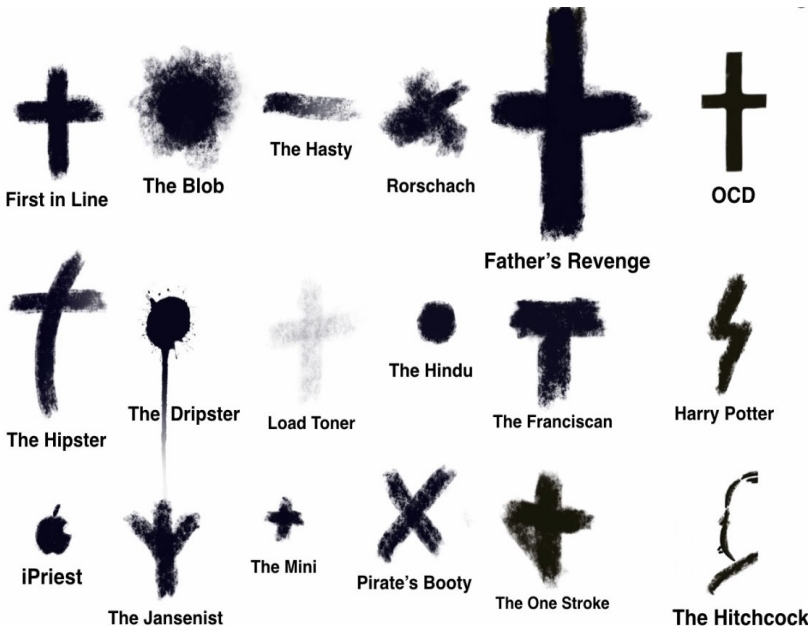 First in Line
The Blob
The Hasty
Rorschach
Father's Revenge
OCD
The Hipster
The Dripster
Load Toner
The Hindu
The Franciscan
Harry Potter
iPriest
The Jansenist
The Mini
Pirate's Booty
The One Stroke
The Hitchcock